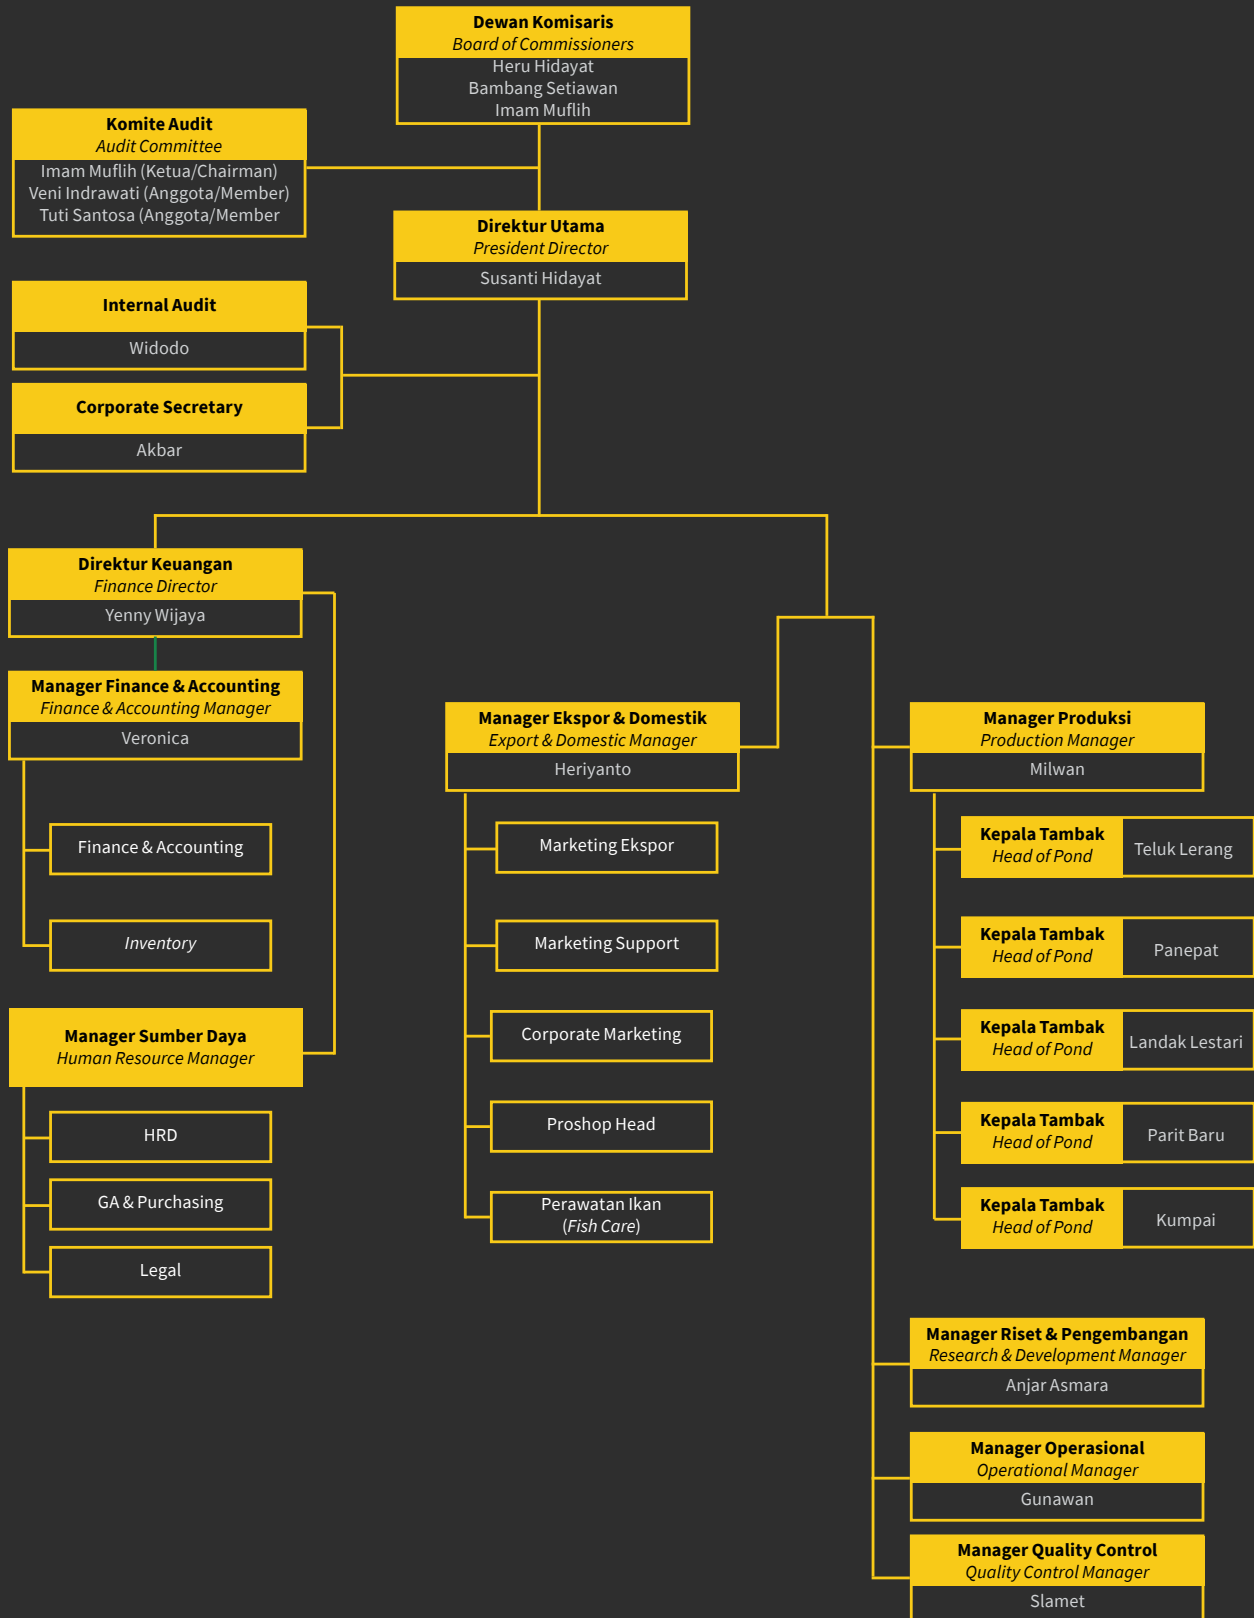 Dewan Komisaris
Board of Commissioners
Heru Hidayat
Bambang Setiawan
Imam Muflih
Komite Audit
Audit Committee
Imam Muflih (Ketua/Chairman)
Veni Indrawati (Anggota/Member)
Tuti Santosa (Anggota/Member
Direktur Utama
President Director
Susanti Hidayat
Internal Audit
Widodo
Corporate Secretary
Akbar
Direktur Keuangan
Finance Director
Yenny Wijaya
Manager Finance & Accounting
Finance & Accounting Manager
Veronica
Finance & Accounting
Inventory
Manager Sumber Daya
Human Resource Manager
HRD
GA & Purchasing
Legal
Manager Ekspor & Domestik
Export & Domestic Manager
Heriyanto
Marketing Ekspor
Marketing Support
Corporate Marketing
Proshop Head
Perawatan Ikan
(Fish Care)
Manager Produksi
Production Manager
Milwan
Kepala Tambak
Head of Pond
Teluk Lerang
Kepala Tambak
Head of Pond
Panepat
Kepala Tambak
Head of Pond
Landak Lestari
Kepala Tambak
Head of Pond
Parit Baru
Kepala Tambak
Head of Pond
Kumpai
Manager Riset & Pengembangan
Research & Development Manager
Anjar Asmara
Manager Operasional
Operational Manager
Gunawan
Manager Quality Control
Quality Control Manager
Slamet